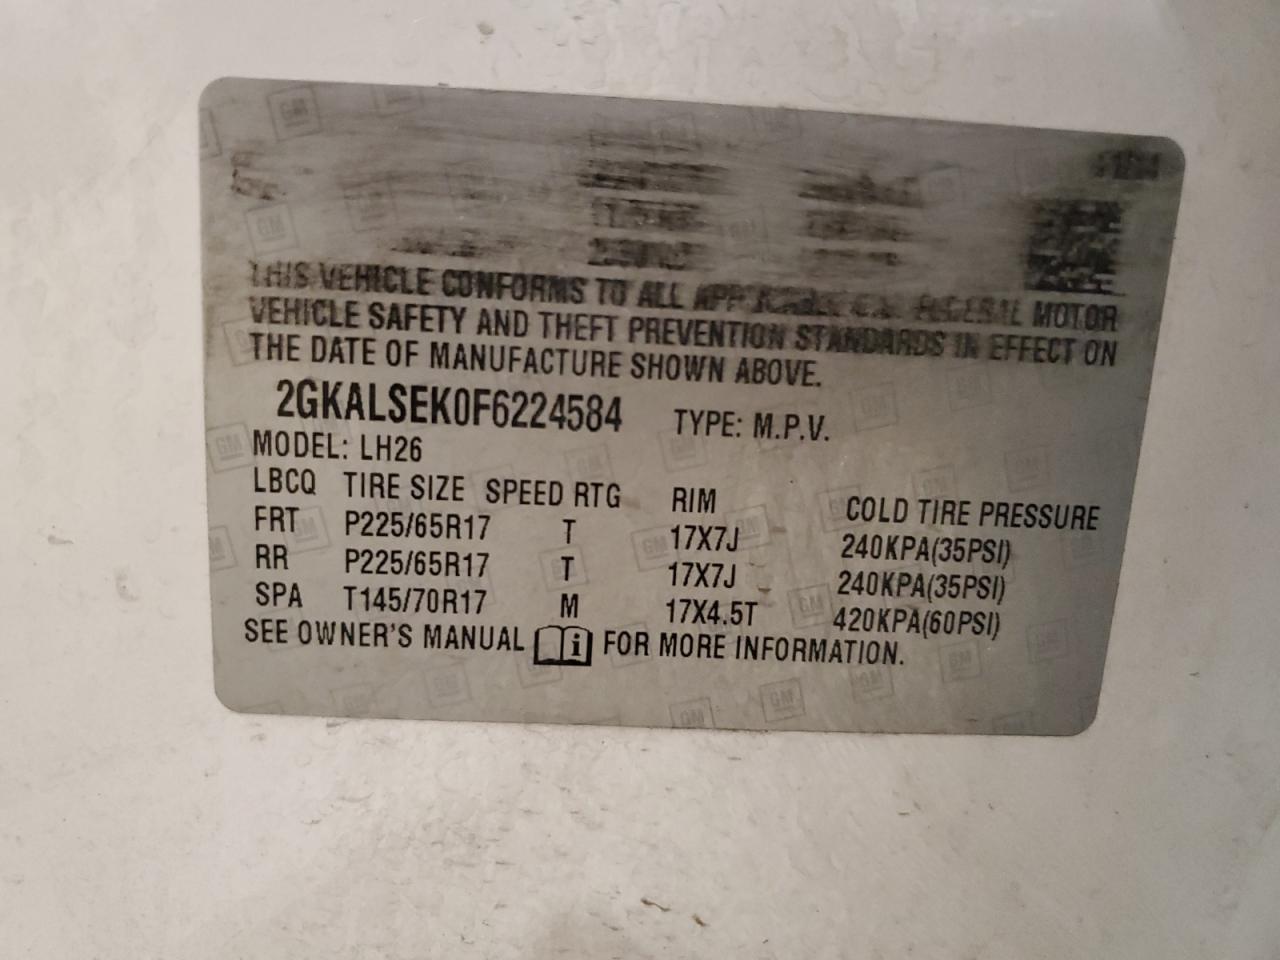 THIS VEHICLE CONFORMS TO ALL APPLICABLE U.S. FEDERAL MOTOR
VEHICLE SAFETY AND THEFT PREVENTION STANDARDS IN EFFECT ON
THE DATE OF MANUFACTURE SHOWN ABOVE.
2GKALSEK0F6224584 TYPE: M.P.V.
MODEL: LH26
LBCQ TIRE SIZE SPEED RTG RIM COLD TIRE PRESSURE
FRT P225/65R17 T 17X7J 240KPA(35PSI)
RR P225/65R17 T 17X7J 240KPA(35PSI)
SPA T145/70R17 M 17X4.5T 420KPA(60PSI)
SEE OWNER'S MANUAL i FOR MORE INFORMATION.